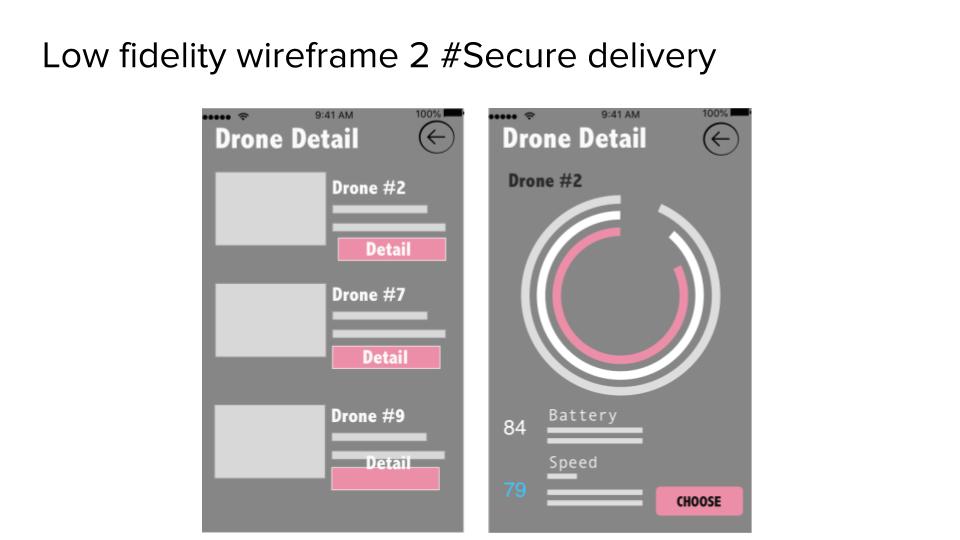 Low fidelity wireframe 2 #Secure delivery
9:41 AM
100%
Drone Detail
Drone #2
Detail
Drone #7
Detail
Drone #9
Detail
9:41 AM
100%
Drone Detail
Drone #2
84
Battery
Speed
79
CHOOSE